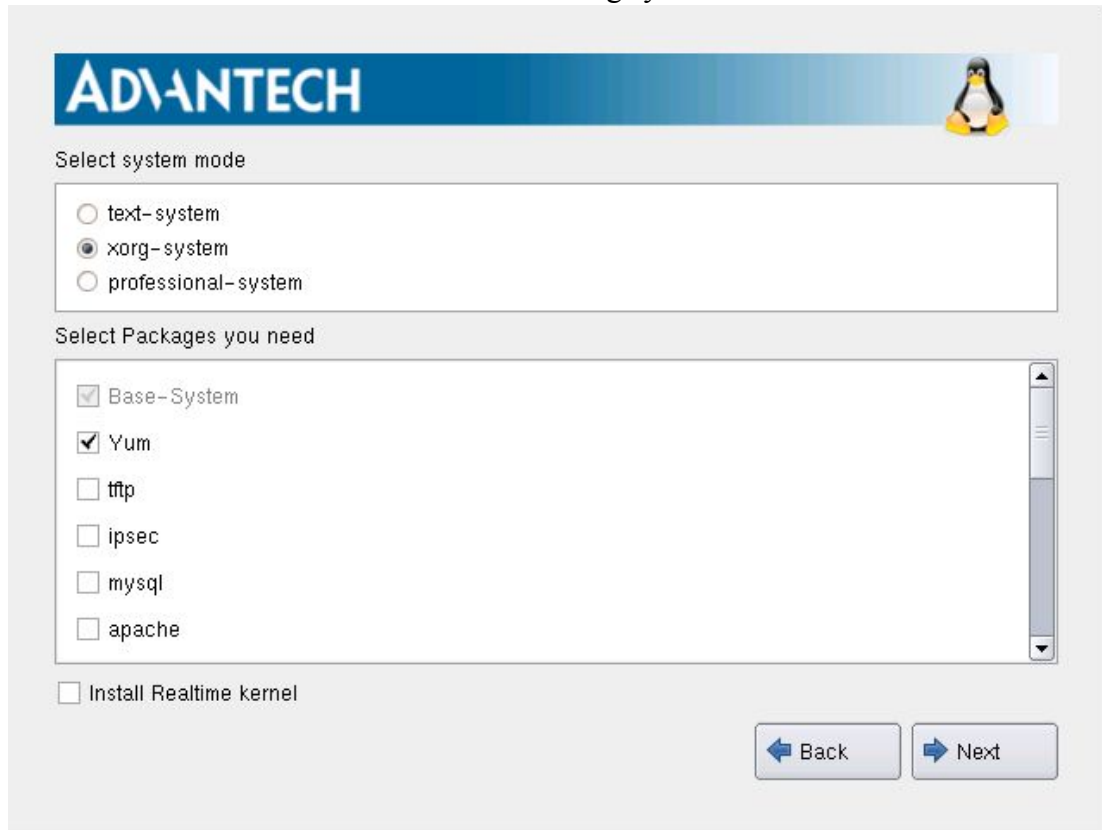 ADVANTECH
Select system mode
text-system
xorg-system
professional-system
Select Packages you need
Base-System
Yum
tftp
ipsec
mysql
apache
Install Realtime kernel
Back
Next